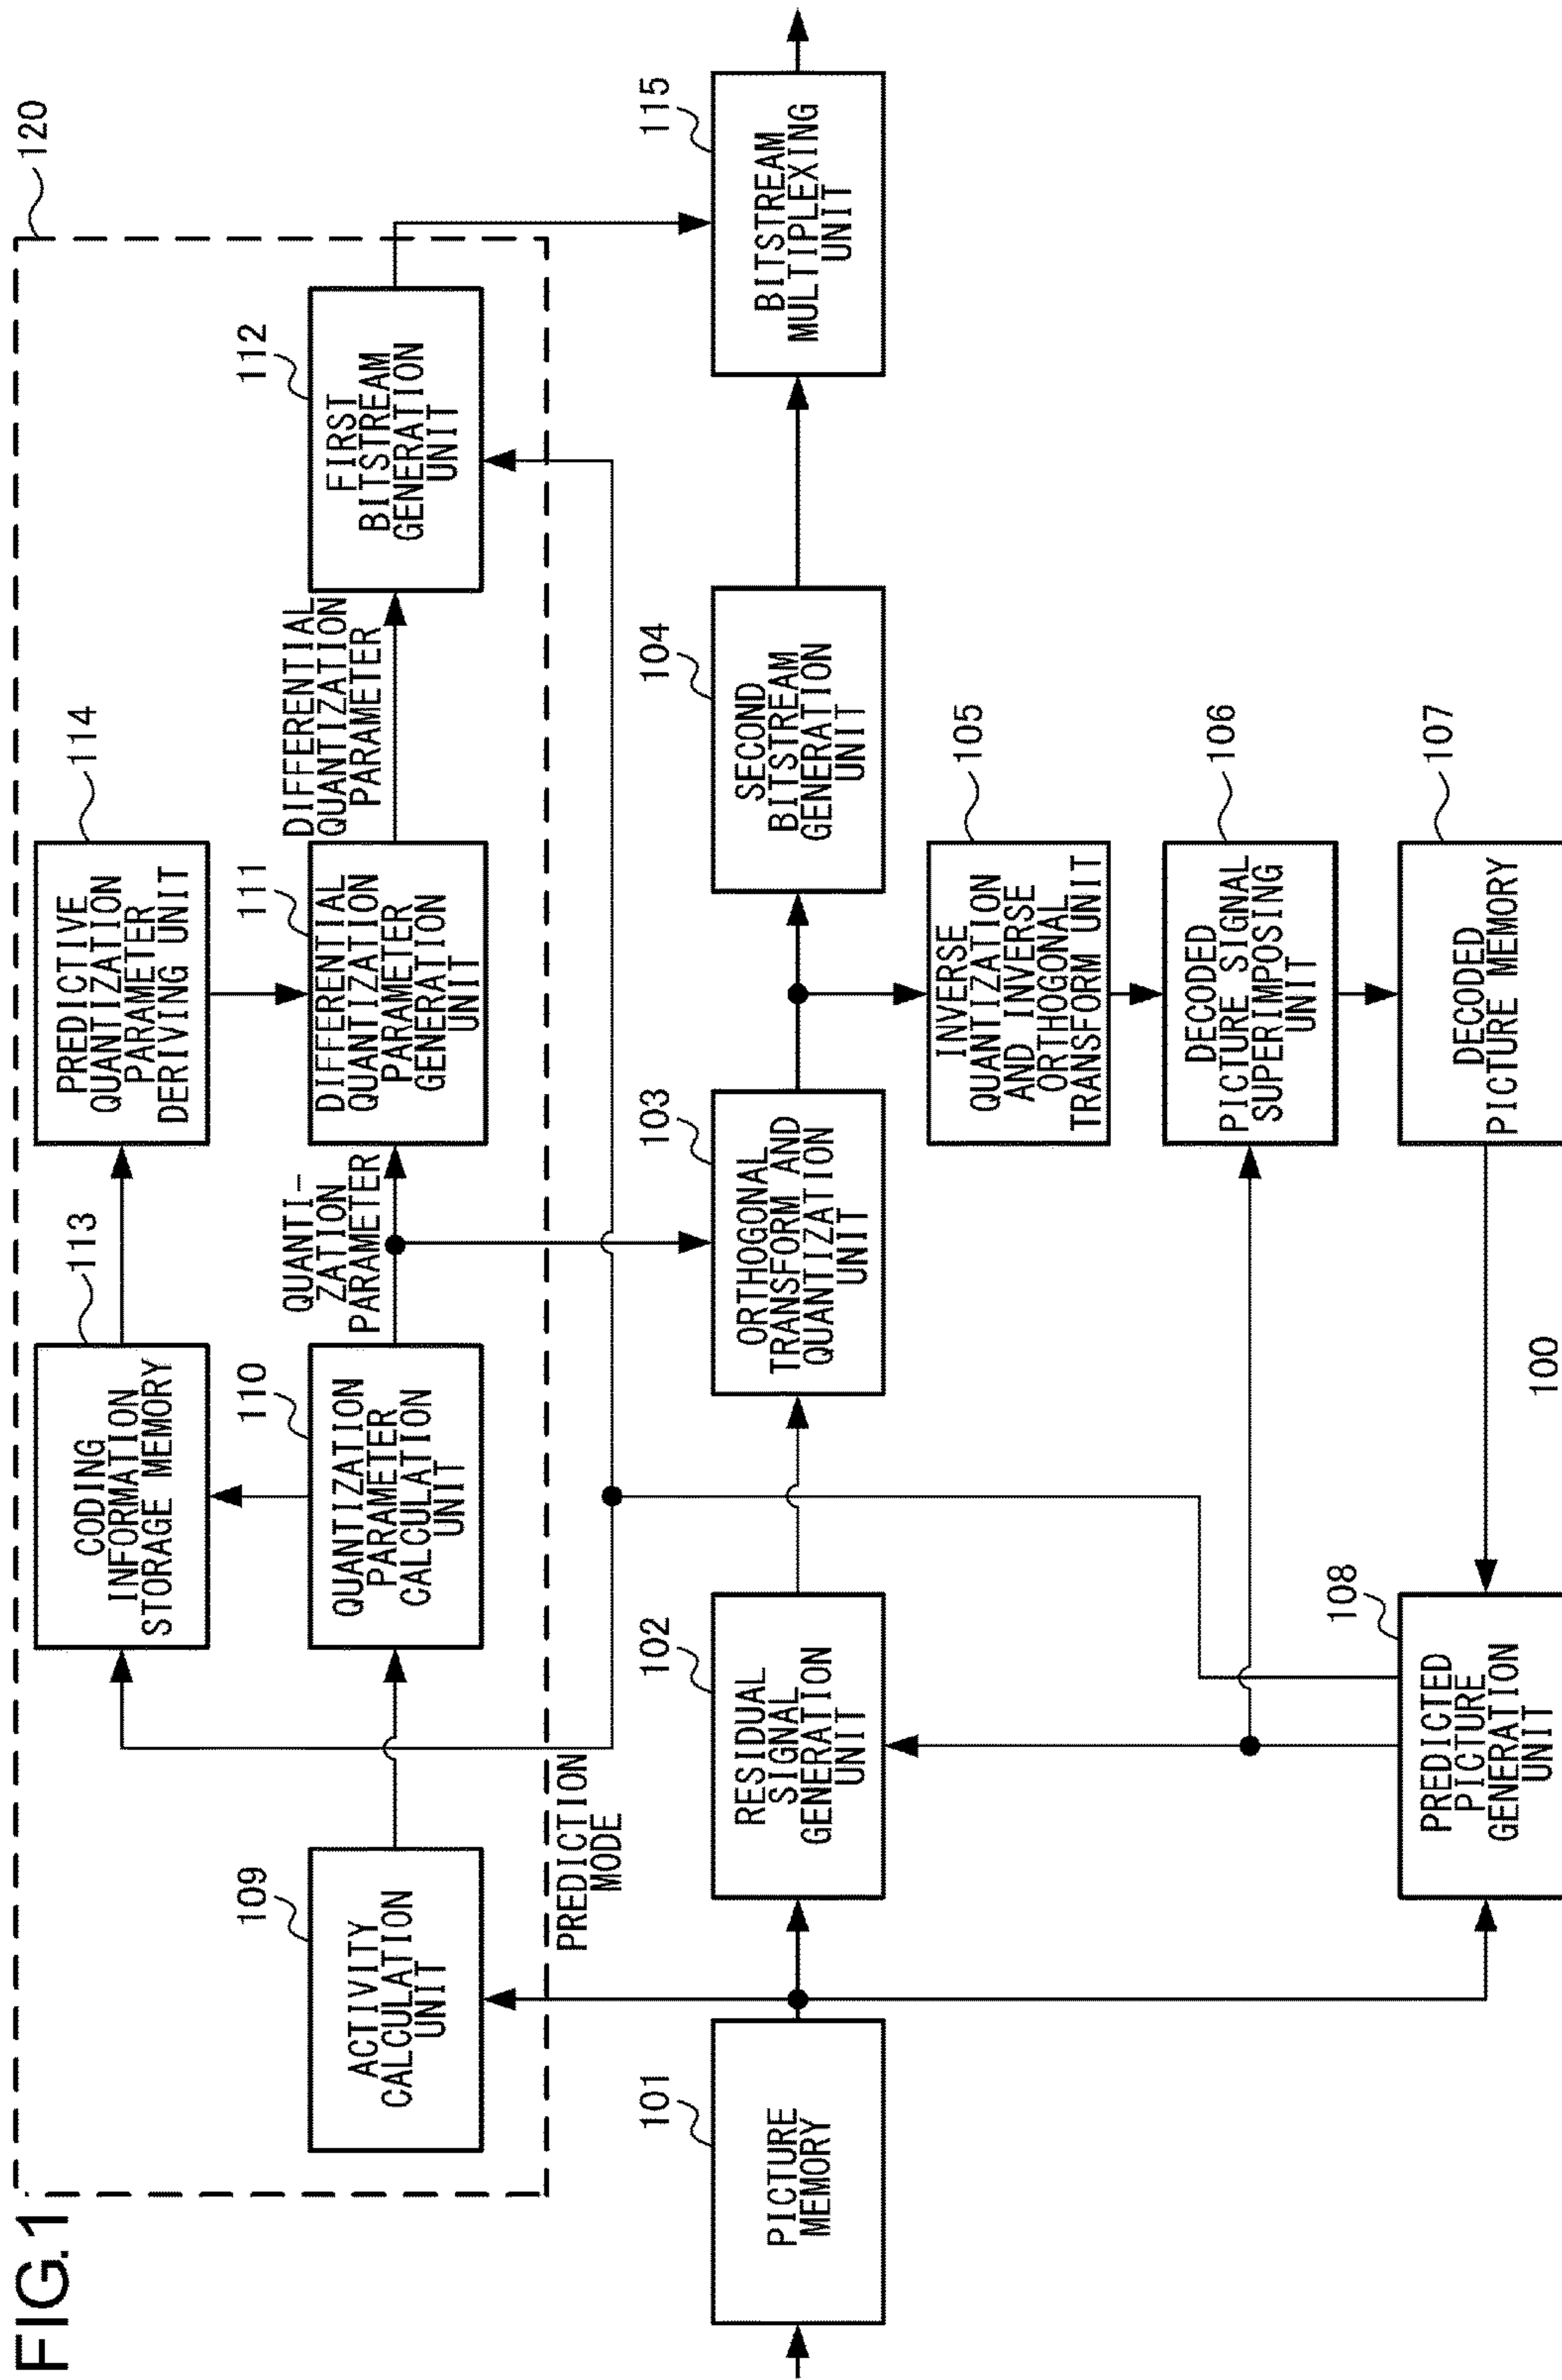 FIG.1
120
113
CODING
INFORMATION
STORAGE MEMORY
114
PREDICTIVE
QUANTIZATION
PARAMETER
DERIVING UNIT
109
ACTIVITY
CALCULATION
UNIT
110
QUANTIZATION
PARAMETER
CALCULATION
UNIT
QUANTI-
ZATION
PARAMETER
111
DIFFERENTIAL
QUANTIZATION
PARAMETER
GENERATION
UNIT
DIFFERENTIAL
QUANTIZATION
PARAMETER
112
FIRST
BITSTREAM
GENERATION
UNIT
PREDICTION
MODE
101
PICTURE
MEMORY
102
RESIDUAL
SIGNAL
GENERATION
UNIT
103
ORTHOGONAL
TRANSFORM AND
QUANTIZATION
UNIT
104
SECOND
BITSTREAM
GENERATION
UNIT
115
BITSTREAM
MULTIPLEXING
UNIT
INVERSE
QUANTIZATION
AND INVERSE
ORTHOGONAL
TRANSFORM UNIT
105
DECODED
PICTURE SIGNAL
SUPERIMPOSING
UNIT
106
108
PREDICTED
PICTURE
GENERATION
UNIT
DECODED
PICTURE MEMORY
107
100